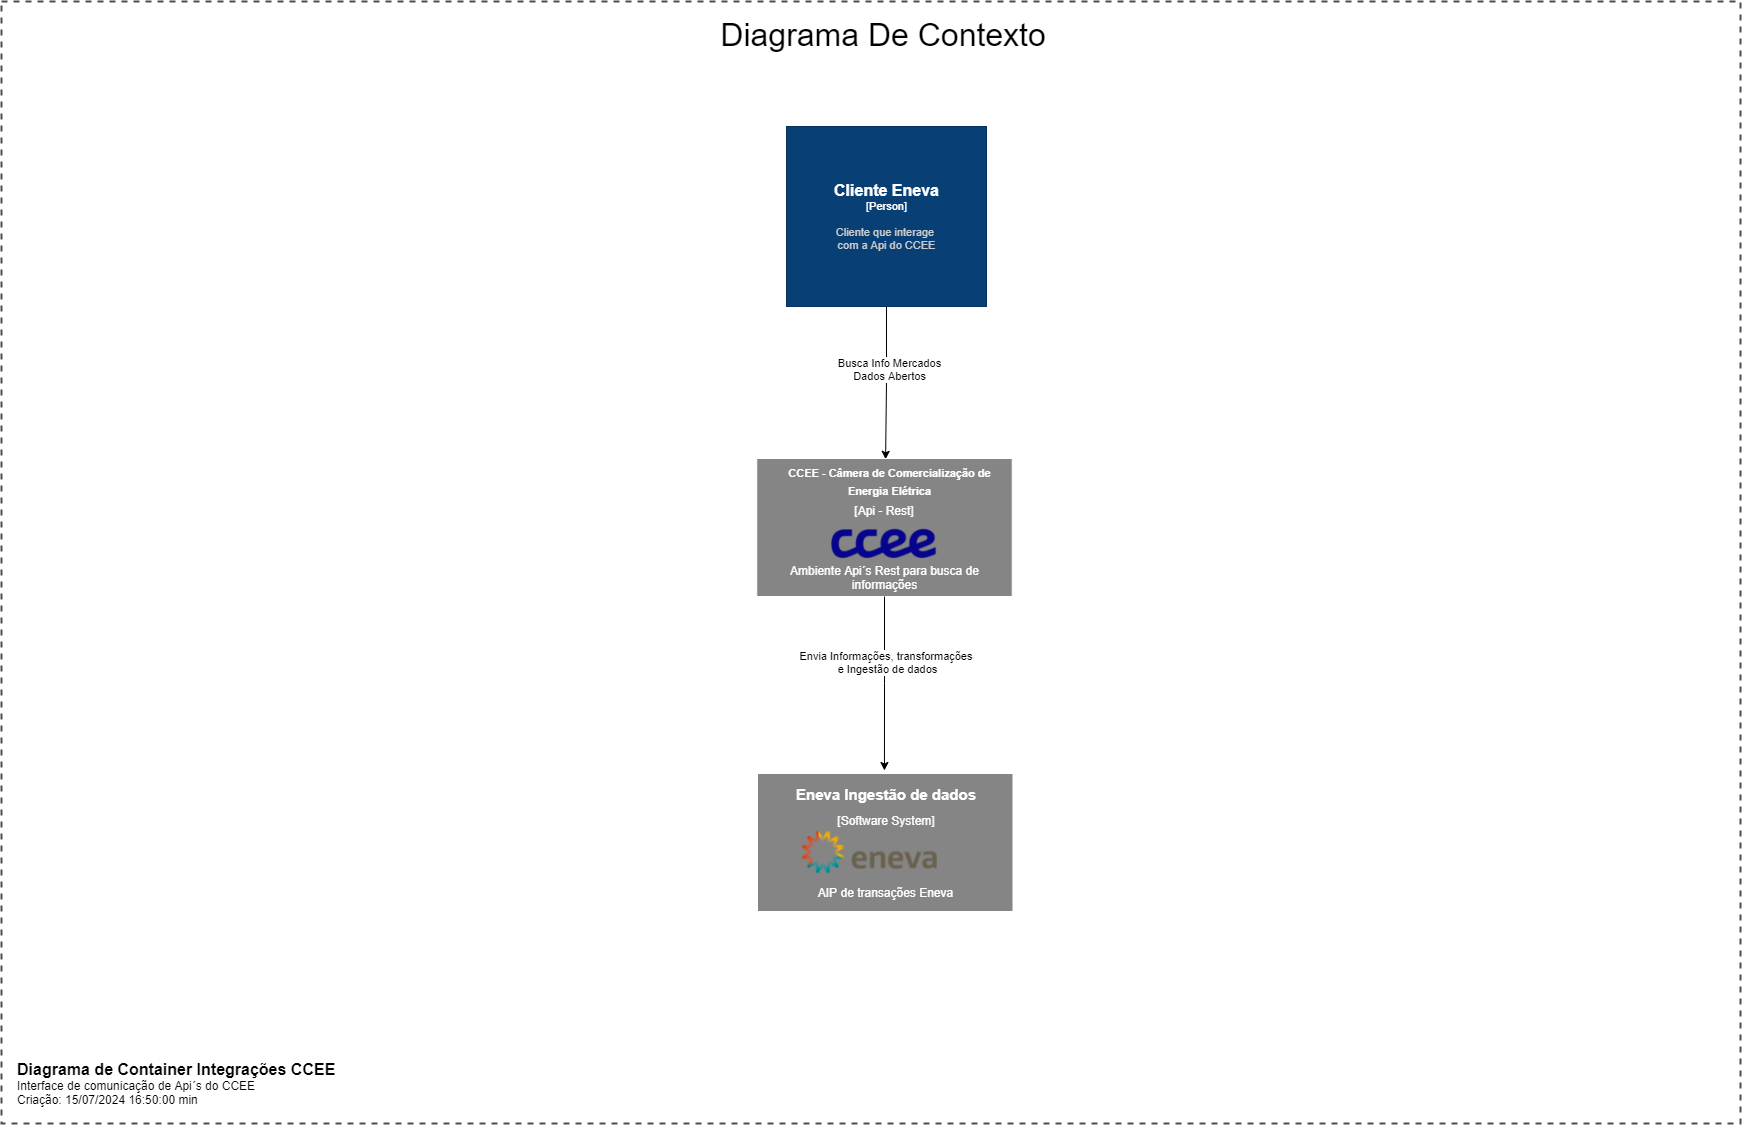 Diagrama De Contexto
Cliente Eneva
[Person]
Cliente que interage
com a Api do CCEE
Busca Info Mercados
Dados Abertos
CCEE - Câmera de Comercialização de
Energia Elétrica
[Api - Rest]
ccee
Ambiente Api´s Rest para busca de
informações
Envia Informações, transformações
e Ingestão de dados
Eneva Ingestão de dados
[Software System]
eneva
AIP de transações Eneva
Diagrama de Container Integrações CCEE
Interface de comunicação de Api´s do CCEE
Criação: 15/07/2024 16:50:00 min